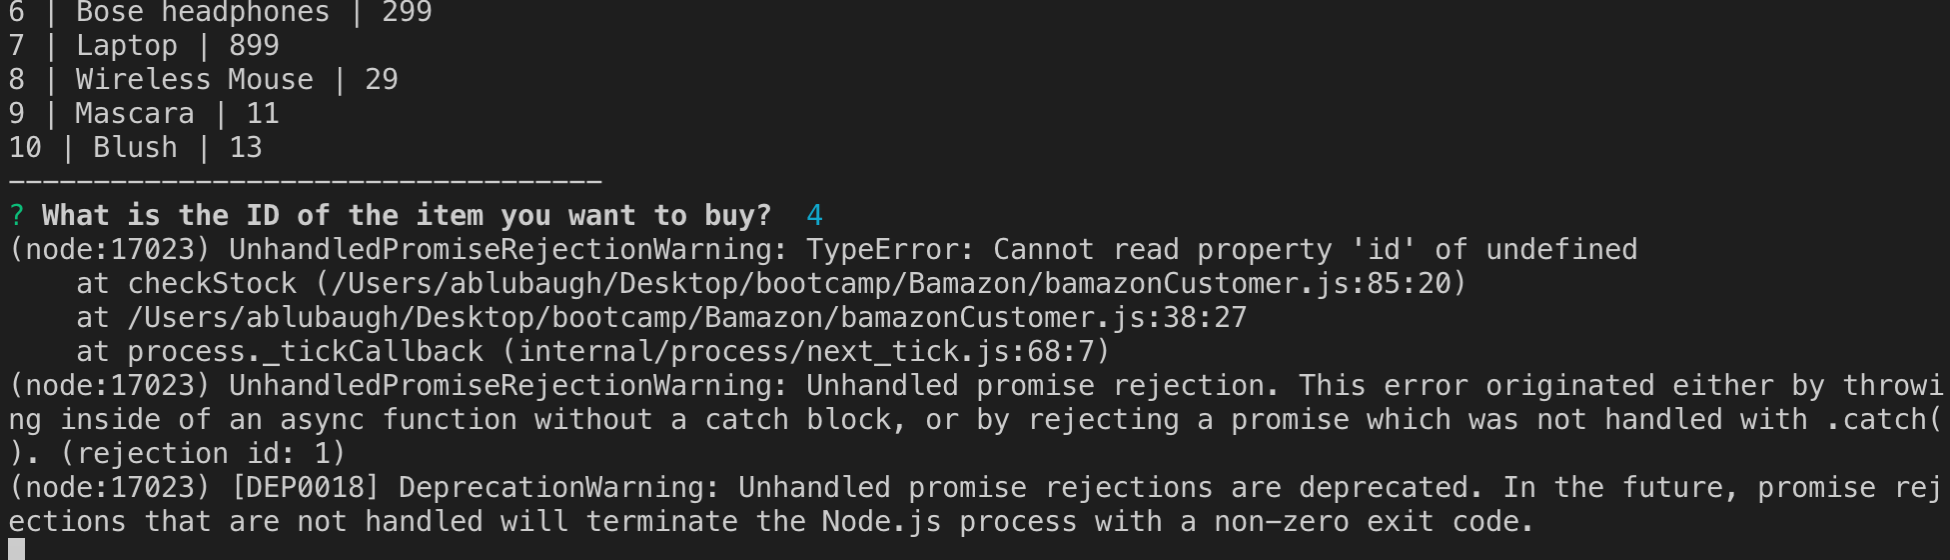 6 | Bose headphones | 299
7 | Laptop | 899
8 | Wireless Mouse | 29
9 | Mascara | 11
10 | Blush | 13
-----------------------------------
? What is the ID of the item you want to buy?  4
(node:17023) UnhandledPromiseRejectionWarning: TypeError: Cannot read property 'id' of undefined
    at checkStock (/Users/ablubaugh/Desktop/bootcamp/Bamazon/bamazonCustomer.js:85:20)
    at /Users/ablubaugh/Desktop/bootcamp/Bamazon/bamazonCustomer.js:38:27
    at process._tickCallback (internal/process/next_tick.js:68:7)
(node:17023) UnhandledPromiseRejectionWarning: Unhandled promise rejection. This error originated either by throwi
ng inside of an async function without a catch block, or by rejecting a promise which was not handled with .catch(
). (rejection id: 1)
(node:17023) [DEP0018] DeprecationWarning: Unhandled promise rejections are deprecated. In the future, promise rej
ections that are not handled will terminate the Node.js process with a non-zero exit code.